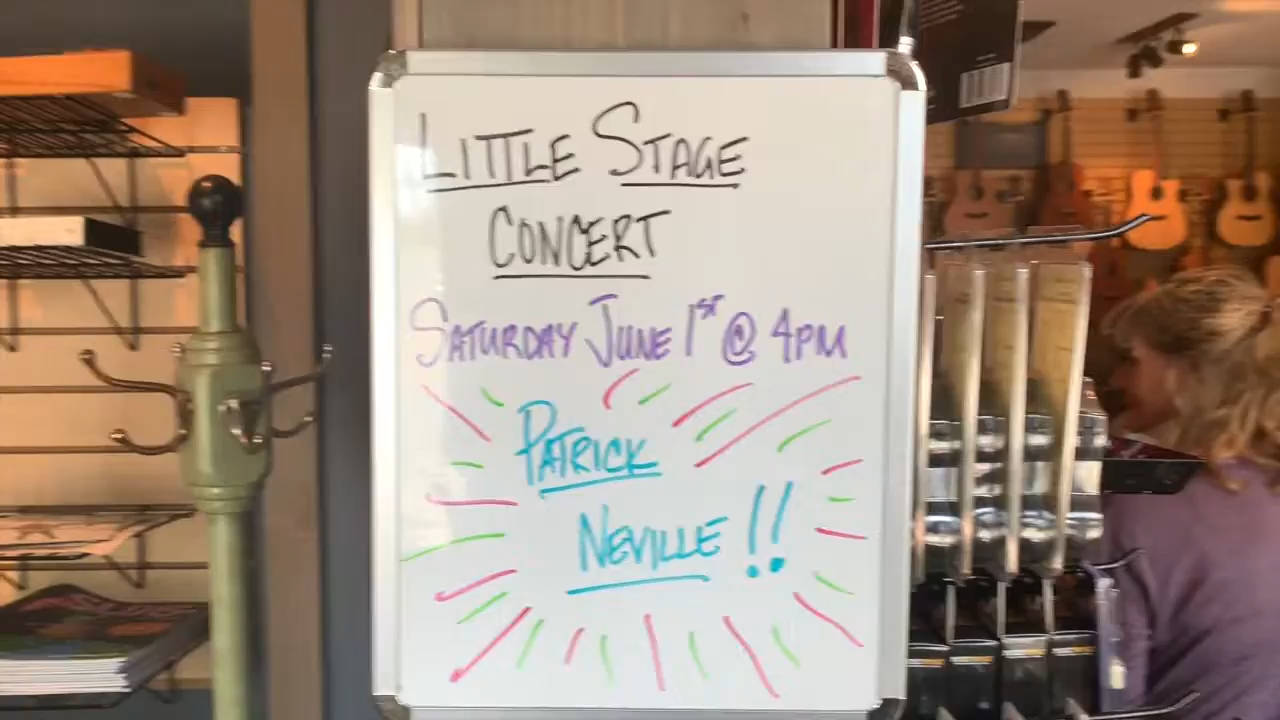 LITTLE STAGE
CONCERT
SATURDAY JUNE 1ST @ 4PM
PATRICK
NEVILLE!!